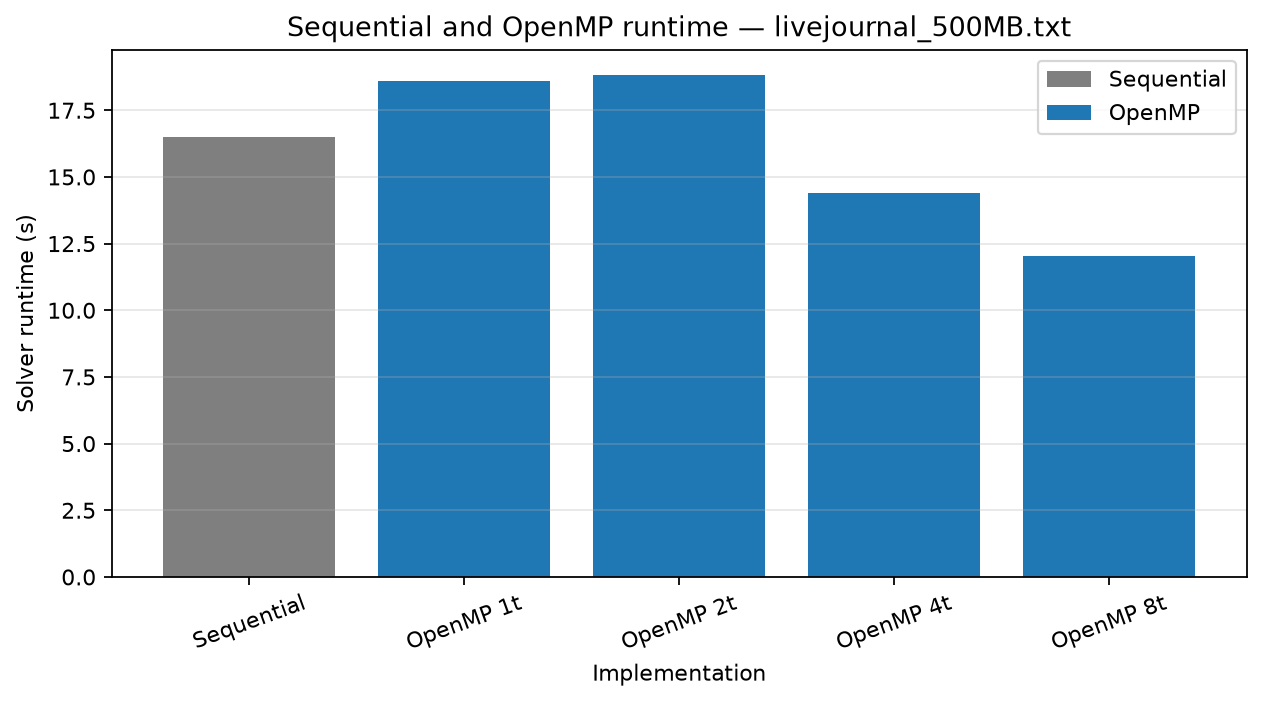 Sequential and OpenMP runtime — livejournal_500MB.txt
Sequential
OpenMP
Solver runtime (s)
17.5
15.0
12.5
10.0
7.5
5.0
2.5
0.0
Sequential
OpenMP 1t
OpenMP 2t
OpenMP 4t
OpenMP 8t
Implementation